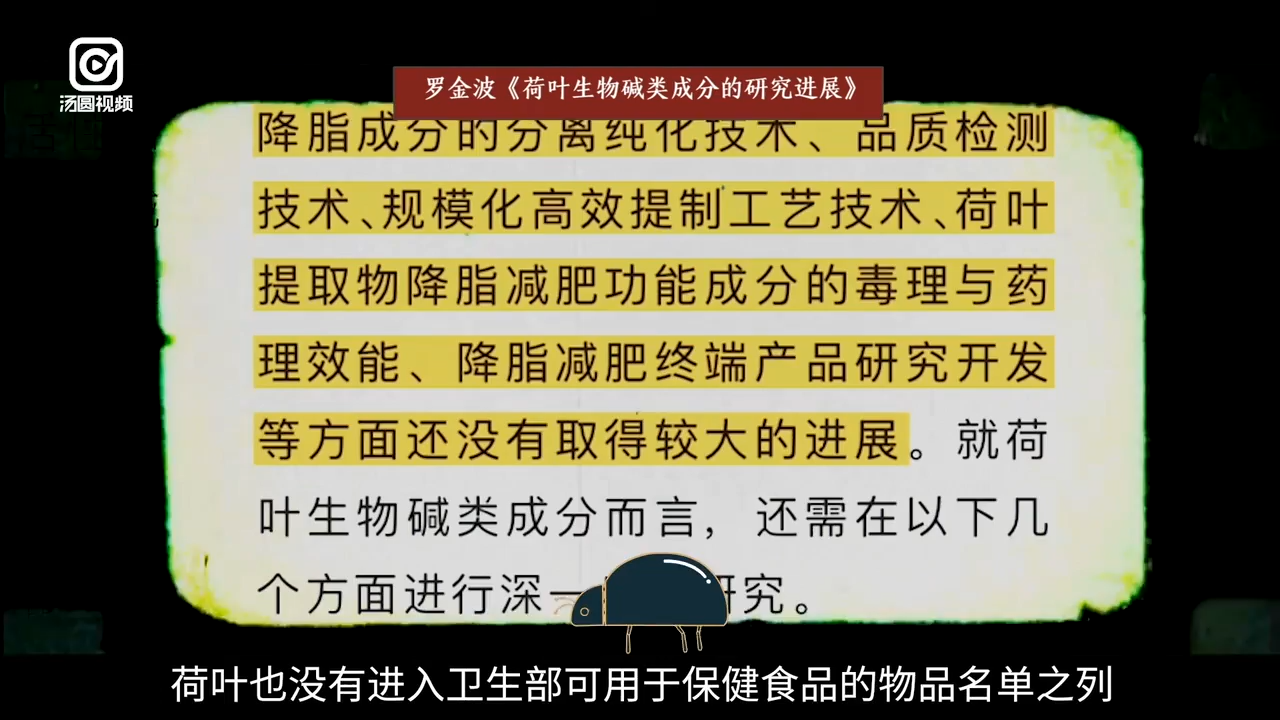 汤圆视频
罗金波《荷叶生物碱类成分的研究进展》
降脂成分的分离纯化技术、品质检测
技术、规模化高效提制工艺技术、荷叶
提取物降脂减肥功能成分的毒理与药
理效能、降脂减肥终端产品研究开发
等方面还没有取得较大的进展。就荷
叶生物碱类成分而言，还需在以下几
个方面进行深一 研究。
荷叶也没有进入卫生部可用于保健食品的物品名单之列